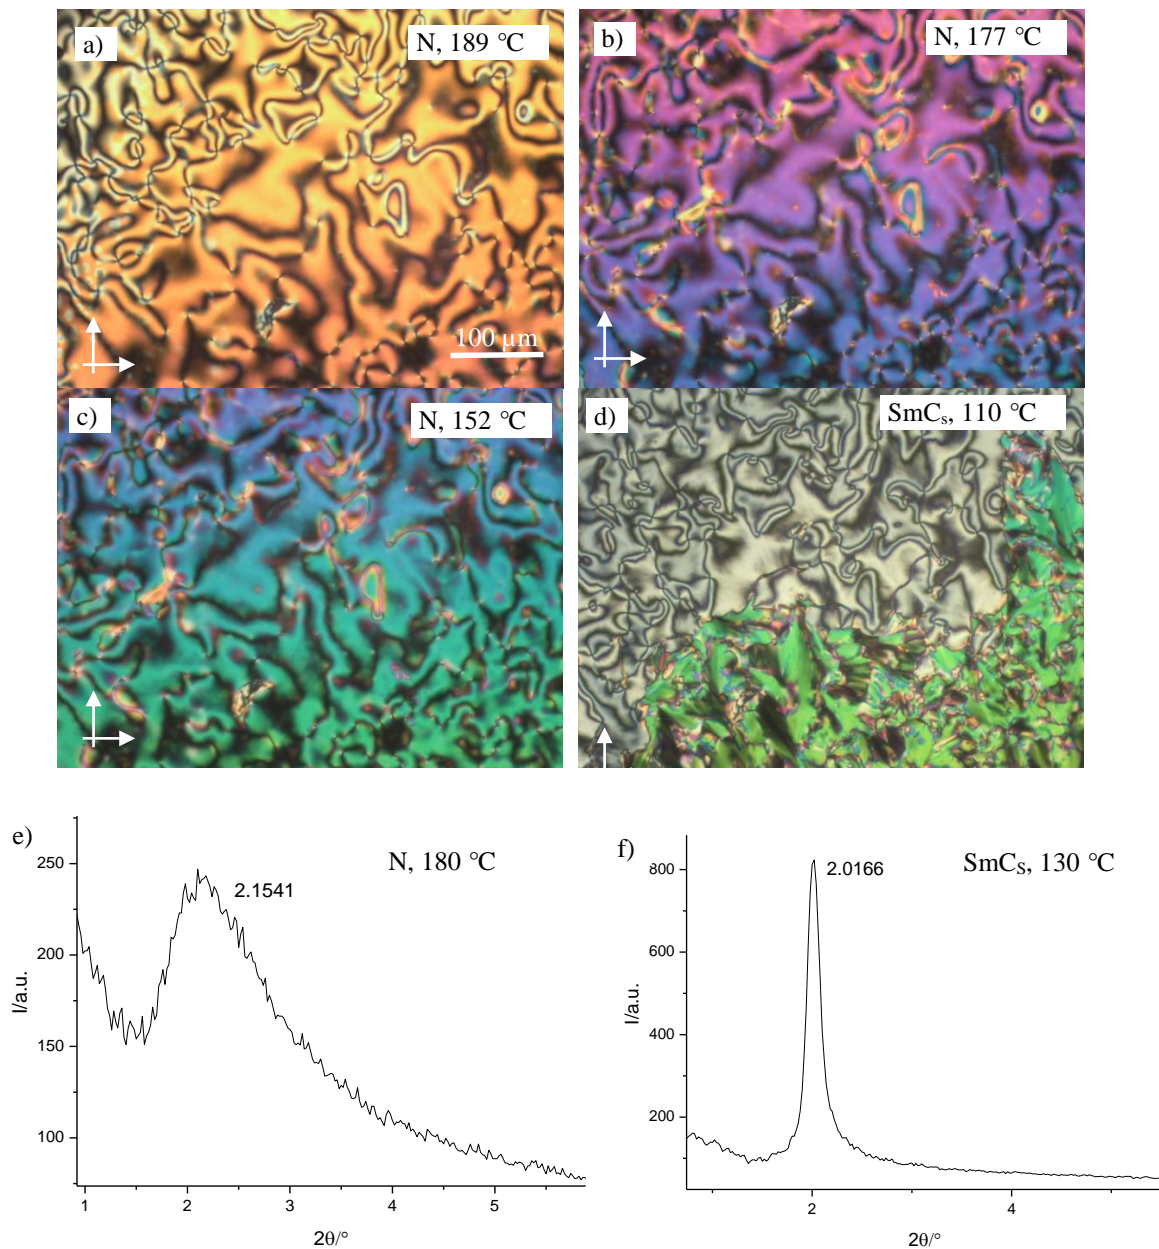 a)
N, 189 ℃
100 µm
b)
N, 177 ℃
c)
N, 152 ℃
d)
SmCₛ, 110 ℃
e)
N, 180 ℃
2.1541
250
200
150
100
I/a.u.
1 2 3 4 5
2θ/°
f)
SmCₛ, 130 ℃
2.0166
800
600
400
200
I/a.u.
2 4
2θ/°